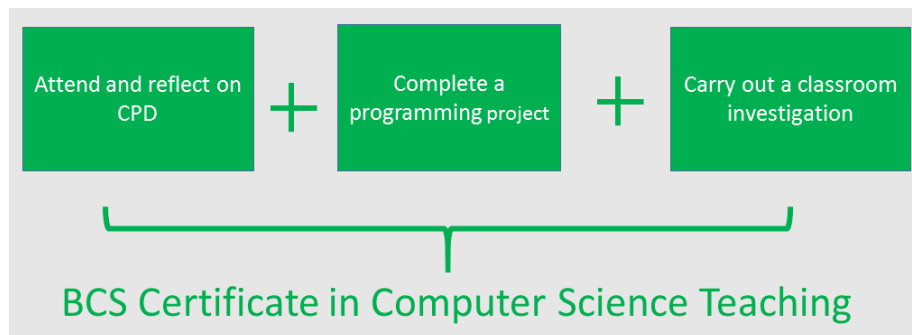 Attend and reflect on
CPD
+
Complete a
programming project
+
Carry out a classroom
investigation
BCS Certificate in Computer Science Teaching